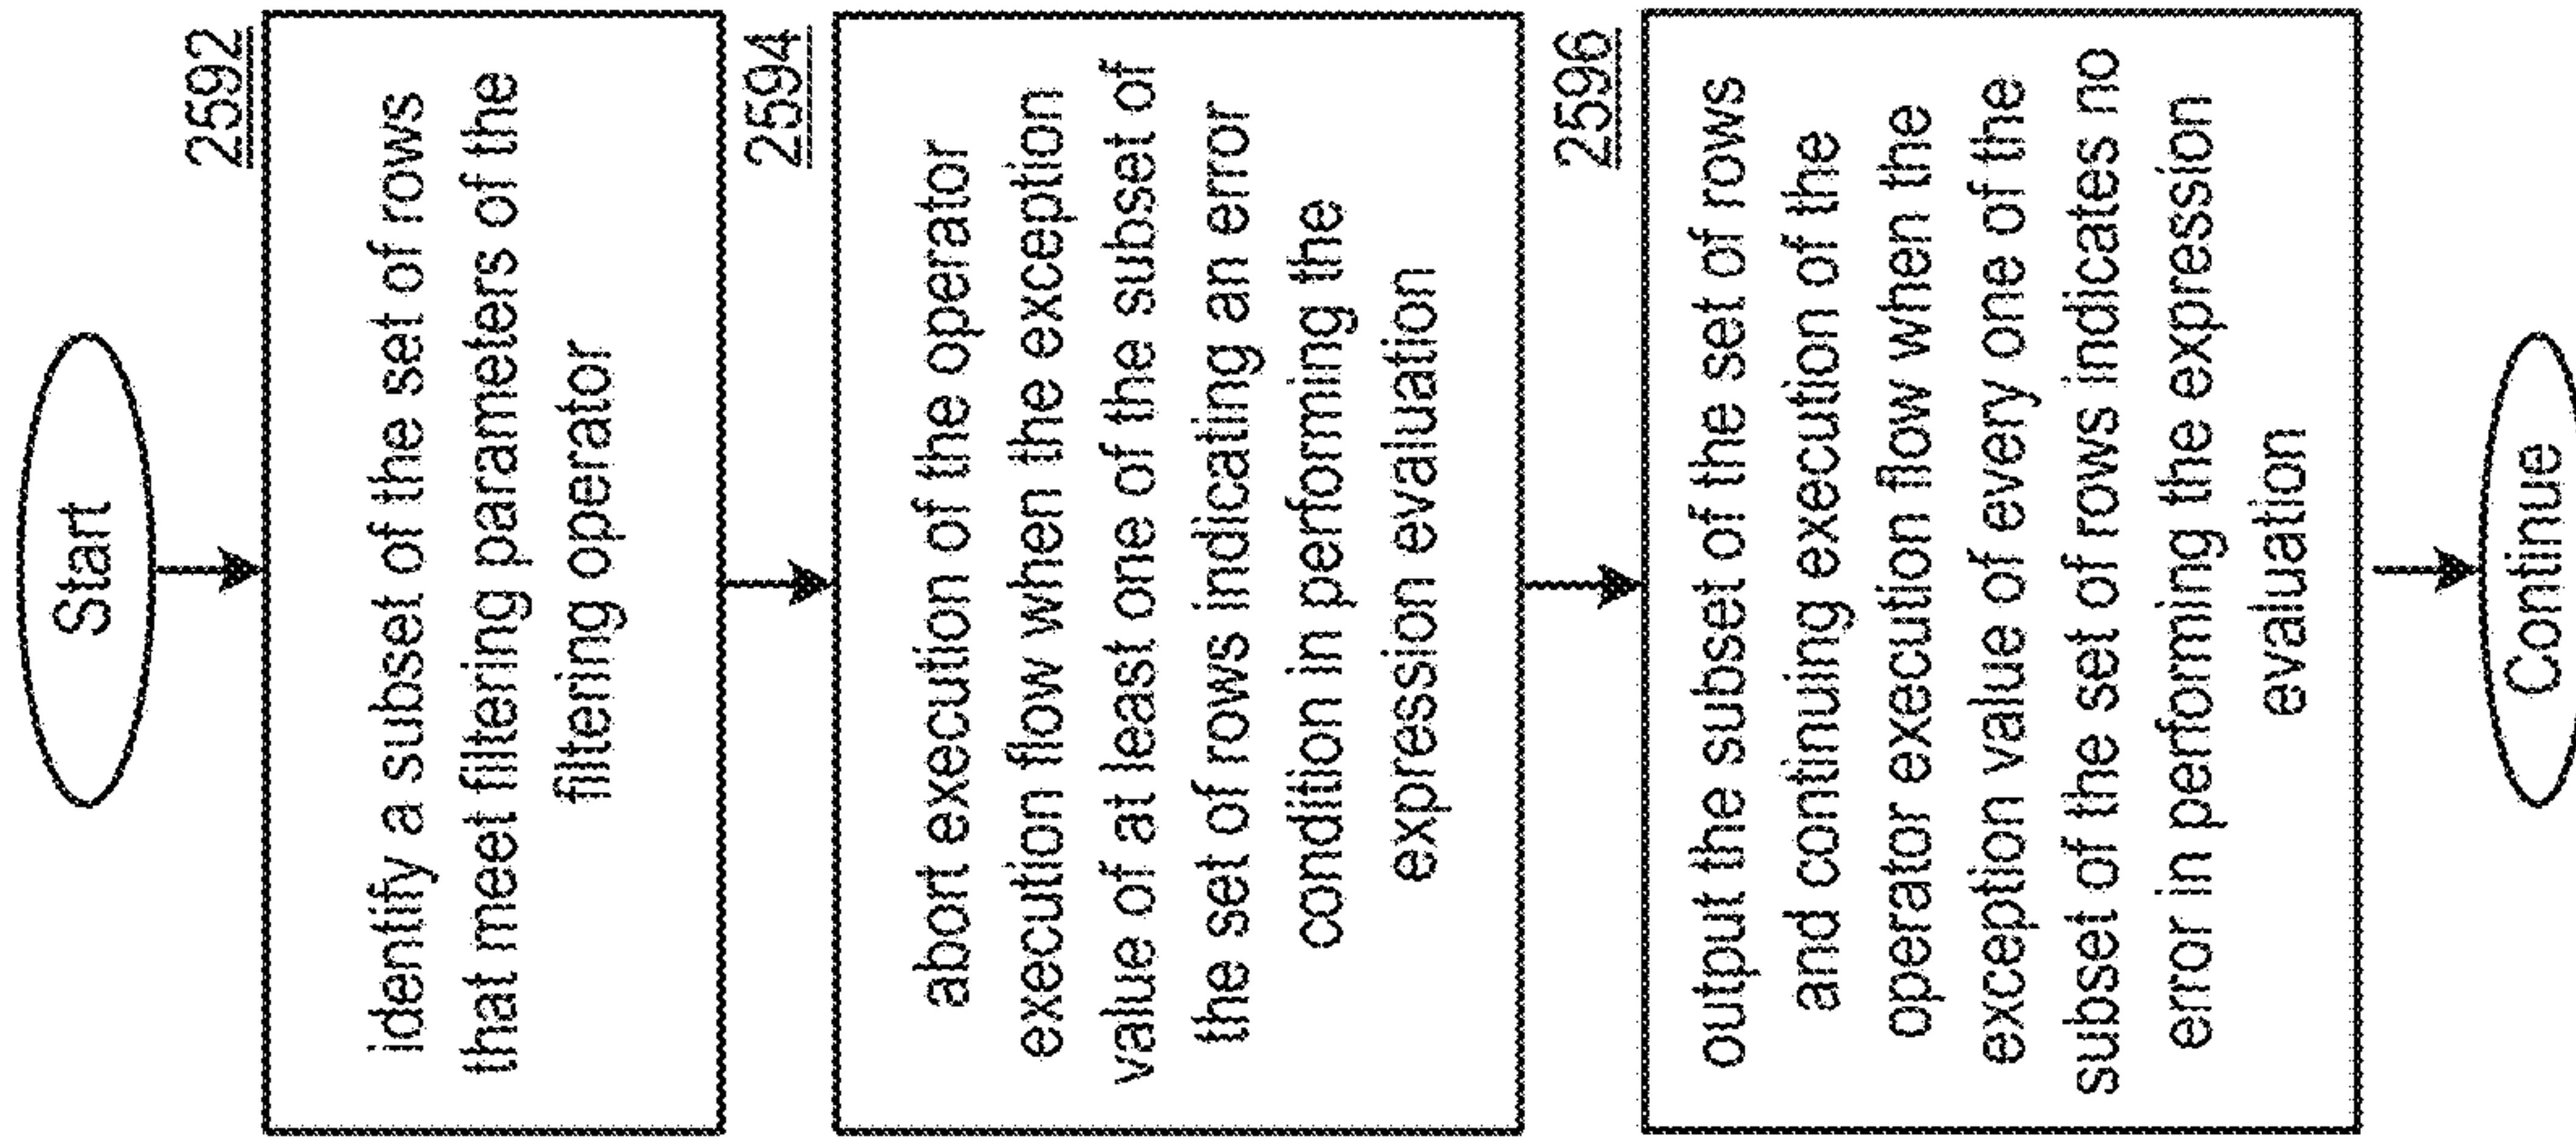 Start
2592
identify a subset of the set of rows
that meet filtering parameters of the
filtering operator
2594
abort execution of the operator
execution flow when the exception
value of at least one of the subset of
the set of rows indicating an error
condition in performing the
expression evaluation
2596
output the subset of the set of rows
and continuing execution of the
operator execution flow when the
exception value of every one of the
subset of the set of rows indicates no
error in performing the expression
evaluation
Continue